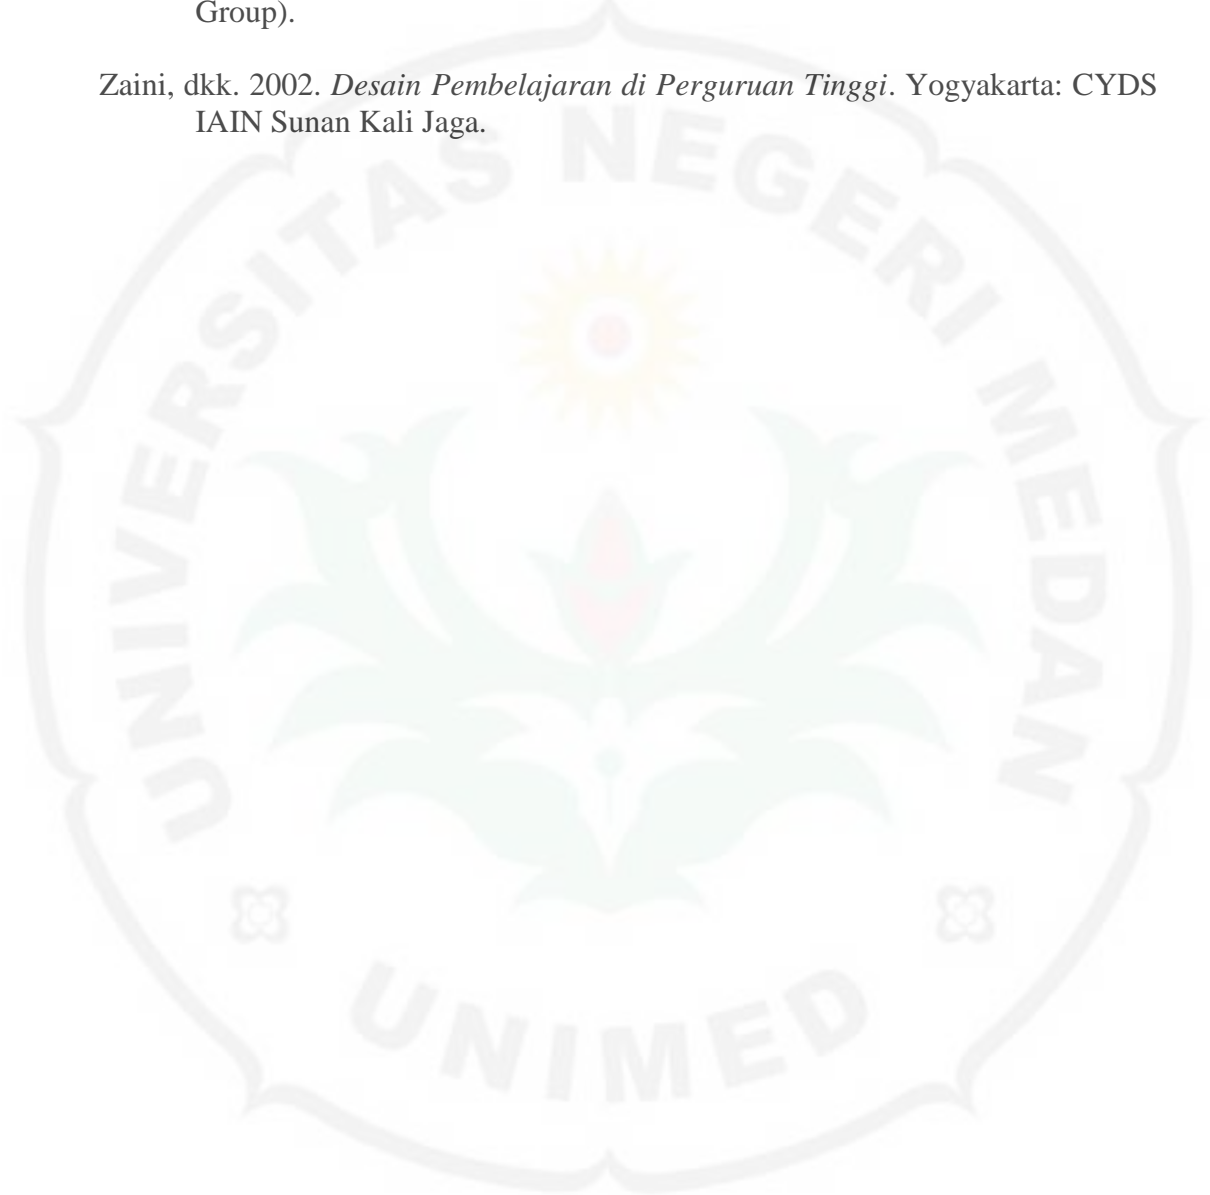 Group).
Zaini, dkk. 2002. Desain Pembelajaran di Perguruan Tinggi. Yogyakarta: CYDS
IAIN Sunan Kali Jaga.
UNIVERSITAS NEGERI MEDAN
UNIMED